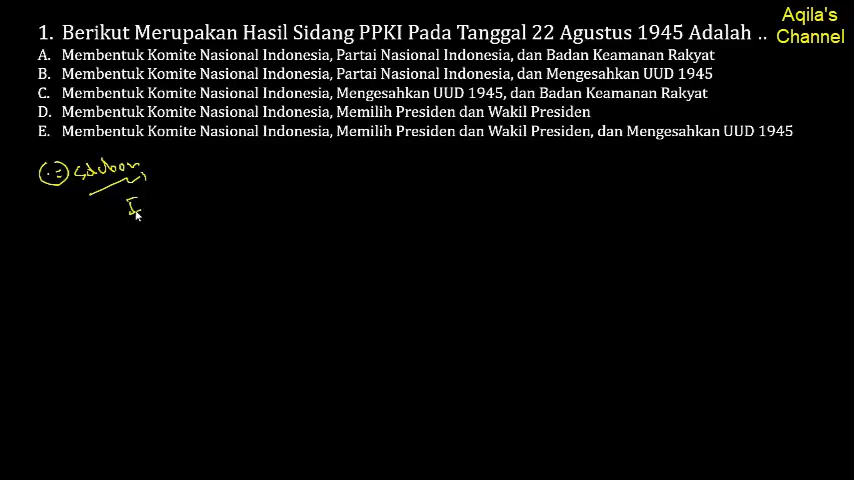 Aqila's
Channel
1. Berikut Merupakan Hasil Sidang PPKI Pada Tanggal 22 Agustus 1945 Adalah ..
A. Membentuk Komite Nasional Indonesia, Partai Nasional Indonesia, dan Badan Keamanan Rakyat
B. Membentuk Komite Nasional Indonesia, Partai Nasional Indonesia, dan Mengesahkan UUD 1945
C. Membentuk Komite Nasional Indonesia, Mengesahkan UUD 1945, dan Badan Keamanan Rakyat
D. Membentuk Komite Nasional Indonesia, Memilih Presiden dan Wakil Presiden
E. Membentuk Komite Nasional Indonesia, Memilih Presiden dan Wakil Presiden, dan Mengesahkan UUD 1945